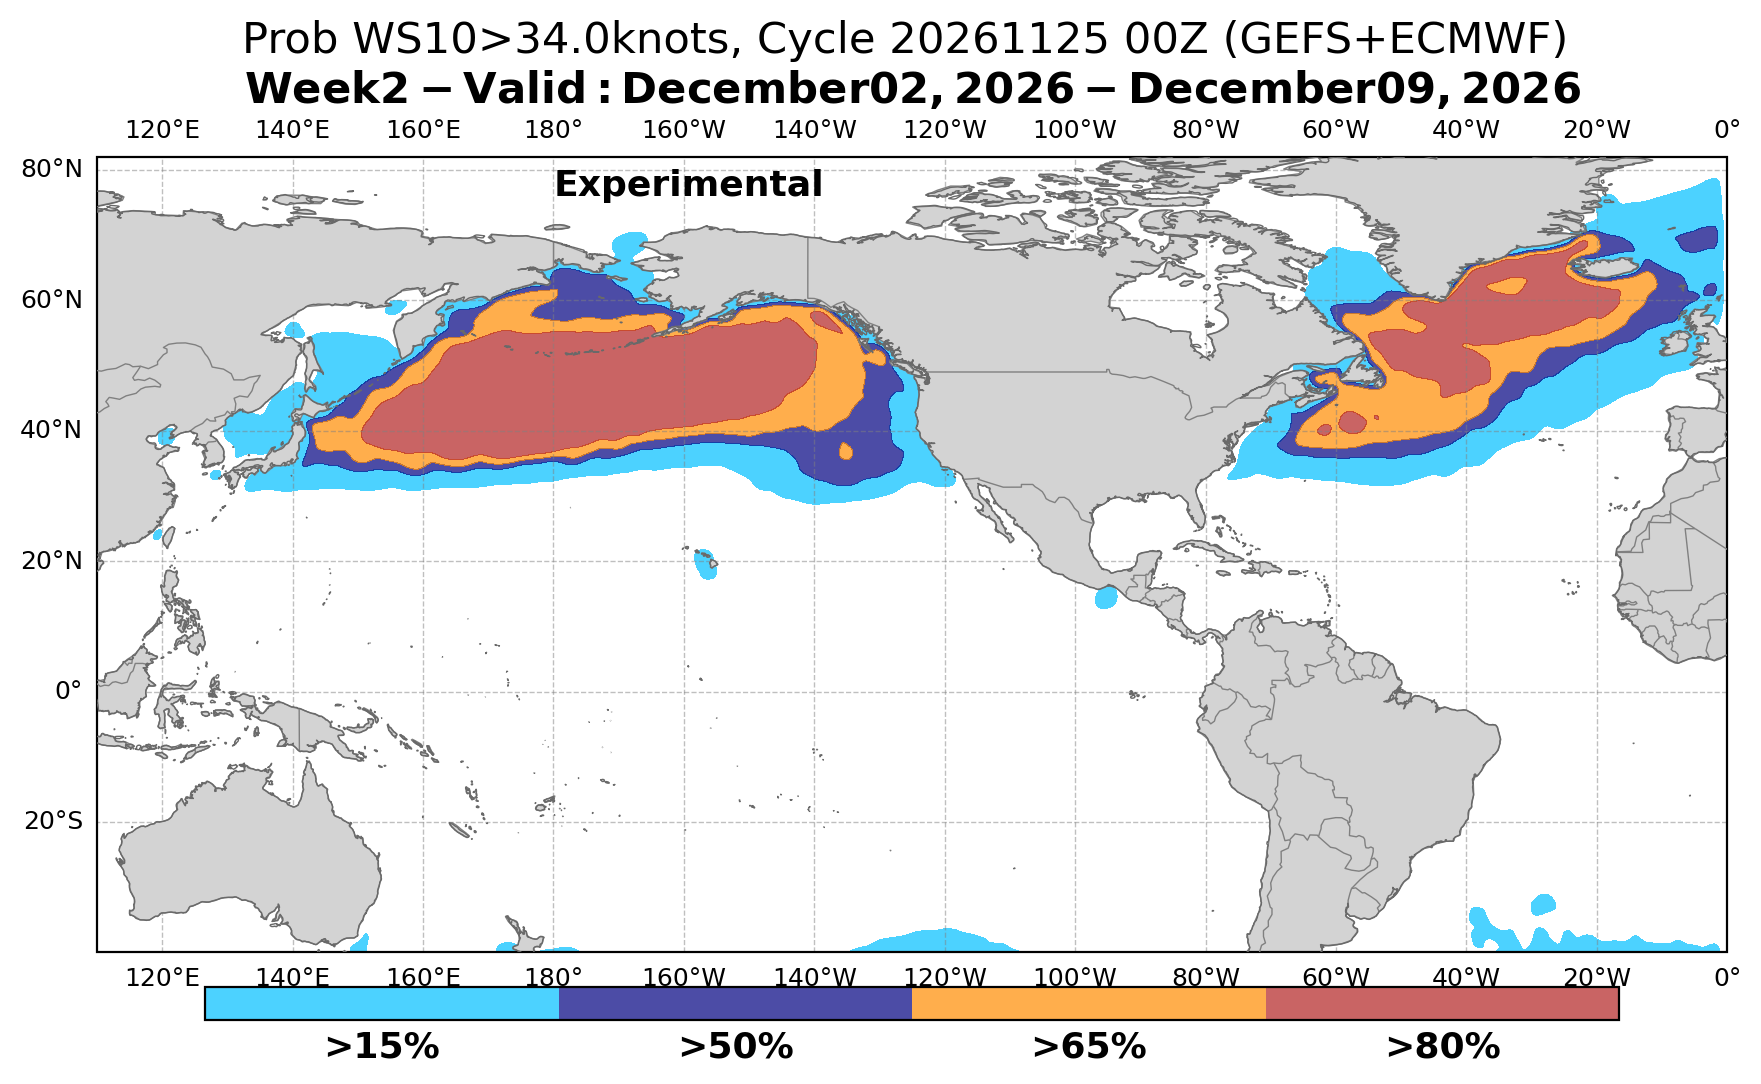 Prob WS10>34.0knots, Cycle 20261125 00Z (GEFS+ECMWF)
Week2 − Valid : December02, 2026 − December09, 2026
120°E 140°E 160°E 180° 160°W 140°W 120°W 100°W 80°W 60°W 40°W 20°W 0°
80°N
Experimental
60°N
40°N
20°N
0°
20°S
120°E 140°E 160°E 180° 160°W 140°W 120°W 100°W 80°W 60°W 40°W 20°W 0°
>15% >50% >65% >80%